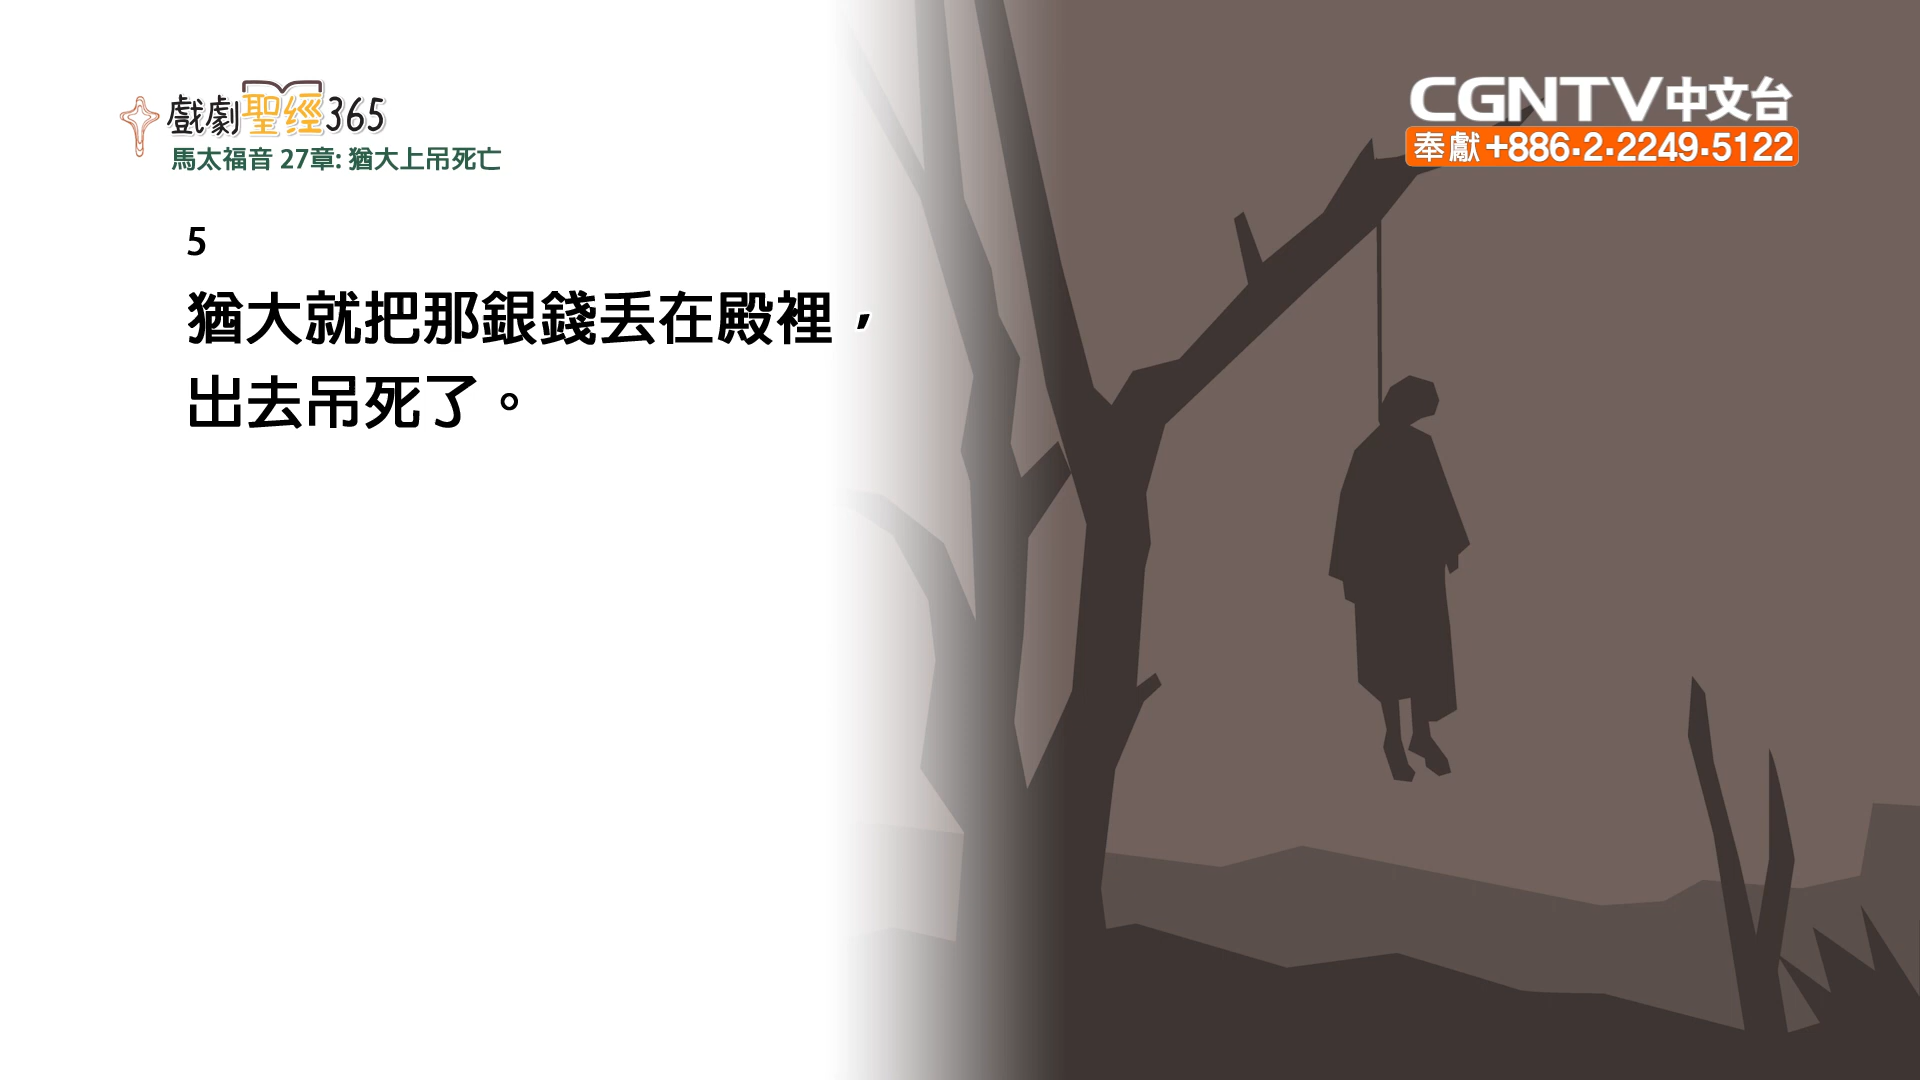 戲劇聖經365
馬太福音 27章: 猶大上吊死亡
CGNTV中文台
奉獻 +886-2-2249-5122
5
猶大就把那銀錢丟在殿裡，
出去吊死了。